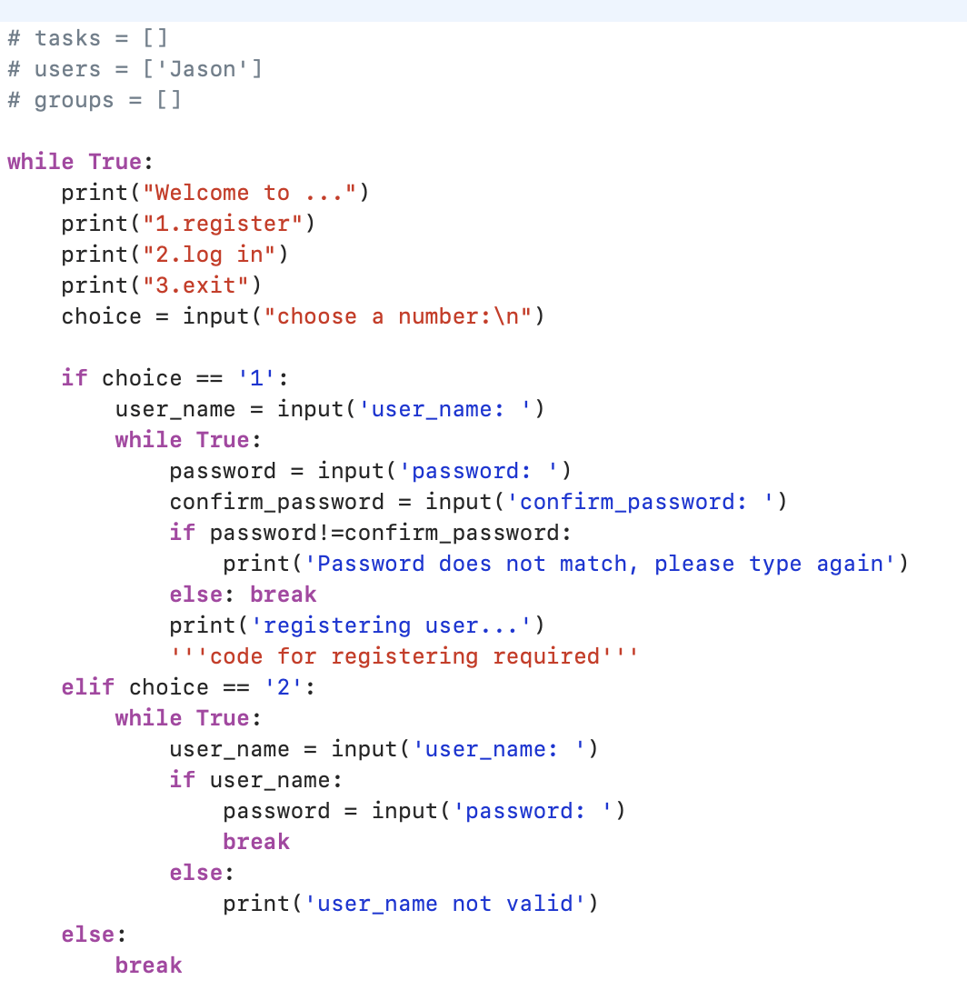 # tasks = []
# users = ['Jason']
# groups = []

while True:
    print("Welcome to ...")
    print("1.register")
    print("2.log in")
    print("3.exit")
    choice = input("choose a number:\n")

    if choice == '1':
        user_name = input('user_name: ')
        while True:
            password = input('password: ')
            confirm_password = input('confirm_password: ')
            if password!=confirm_password:
                print('Password does not match, please type again')
            else: break
            print('registering user...')
            '''code for registering required'''
    elif choice == '2':
        while True:
            user_name = input('user_name: ')
            if user_name:
                password = input('password: ')
                break
            else:
                print('user_name not valid')
    else:
        break